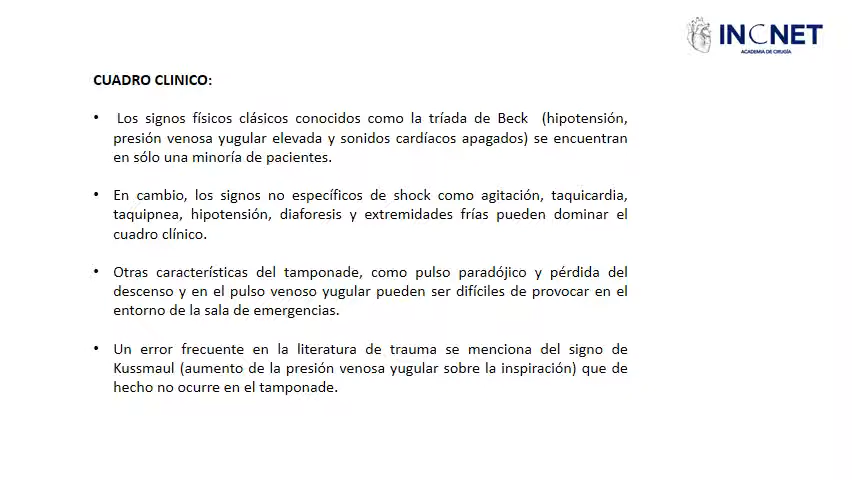 INCNET
ACADEMIA DE CIRUGÍA
CUADRO CLINICO:
• Los signos físicos clásicos conocidos como la tríada de Beck (hipotensión,
presión venosa yugular elevada y sonidos cardíacos apagados) se encuentran
en sólo una minoría de pacientes.
• En cambio, los signos no específicos de shock como agitación, taquicardia,
taquipnea, hipotensión, diaforesis y extremidades frías pueden dominar el
cuadro clínico.
• Otras características del tamponade, como pulso paradójico y pérdida del
descenso y en el pulso venoso yugular pueden ser difíciles de provocar en el
entorno de la sala de emergencias.
• Un error frecuente en la literatura de trauma se menciona del signo de
Kussmaul (aumento de la presión venosa yugular sobre la inspiración) que de
hecho no ocurre en el tamponade.